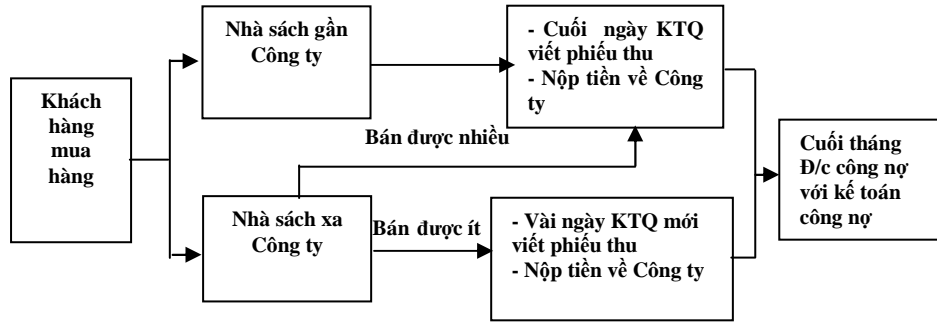 Khách
hàng
mua
hàng
Nhà sách gần
Công ty
- Cuối ngày KTQ
viết phiếu thu
- Nộp tiền về Công
ty
Bán được nhiều
Nhà sách xa
Công ty
Bán được ít
- Vài ngày KTQ mới
viết phiếu thu
- Nộp tiền về Công ty
Cuối tháng
Đ/c công nợ
với kế toán
công nợ